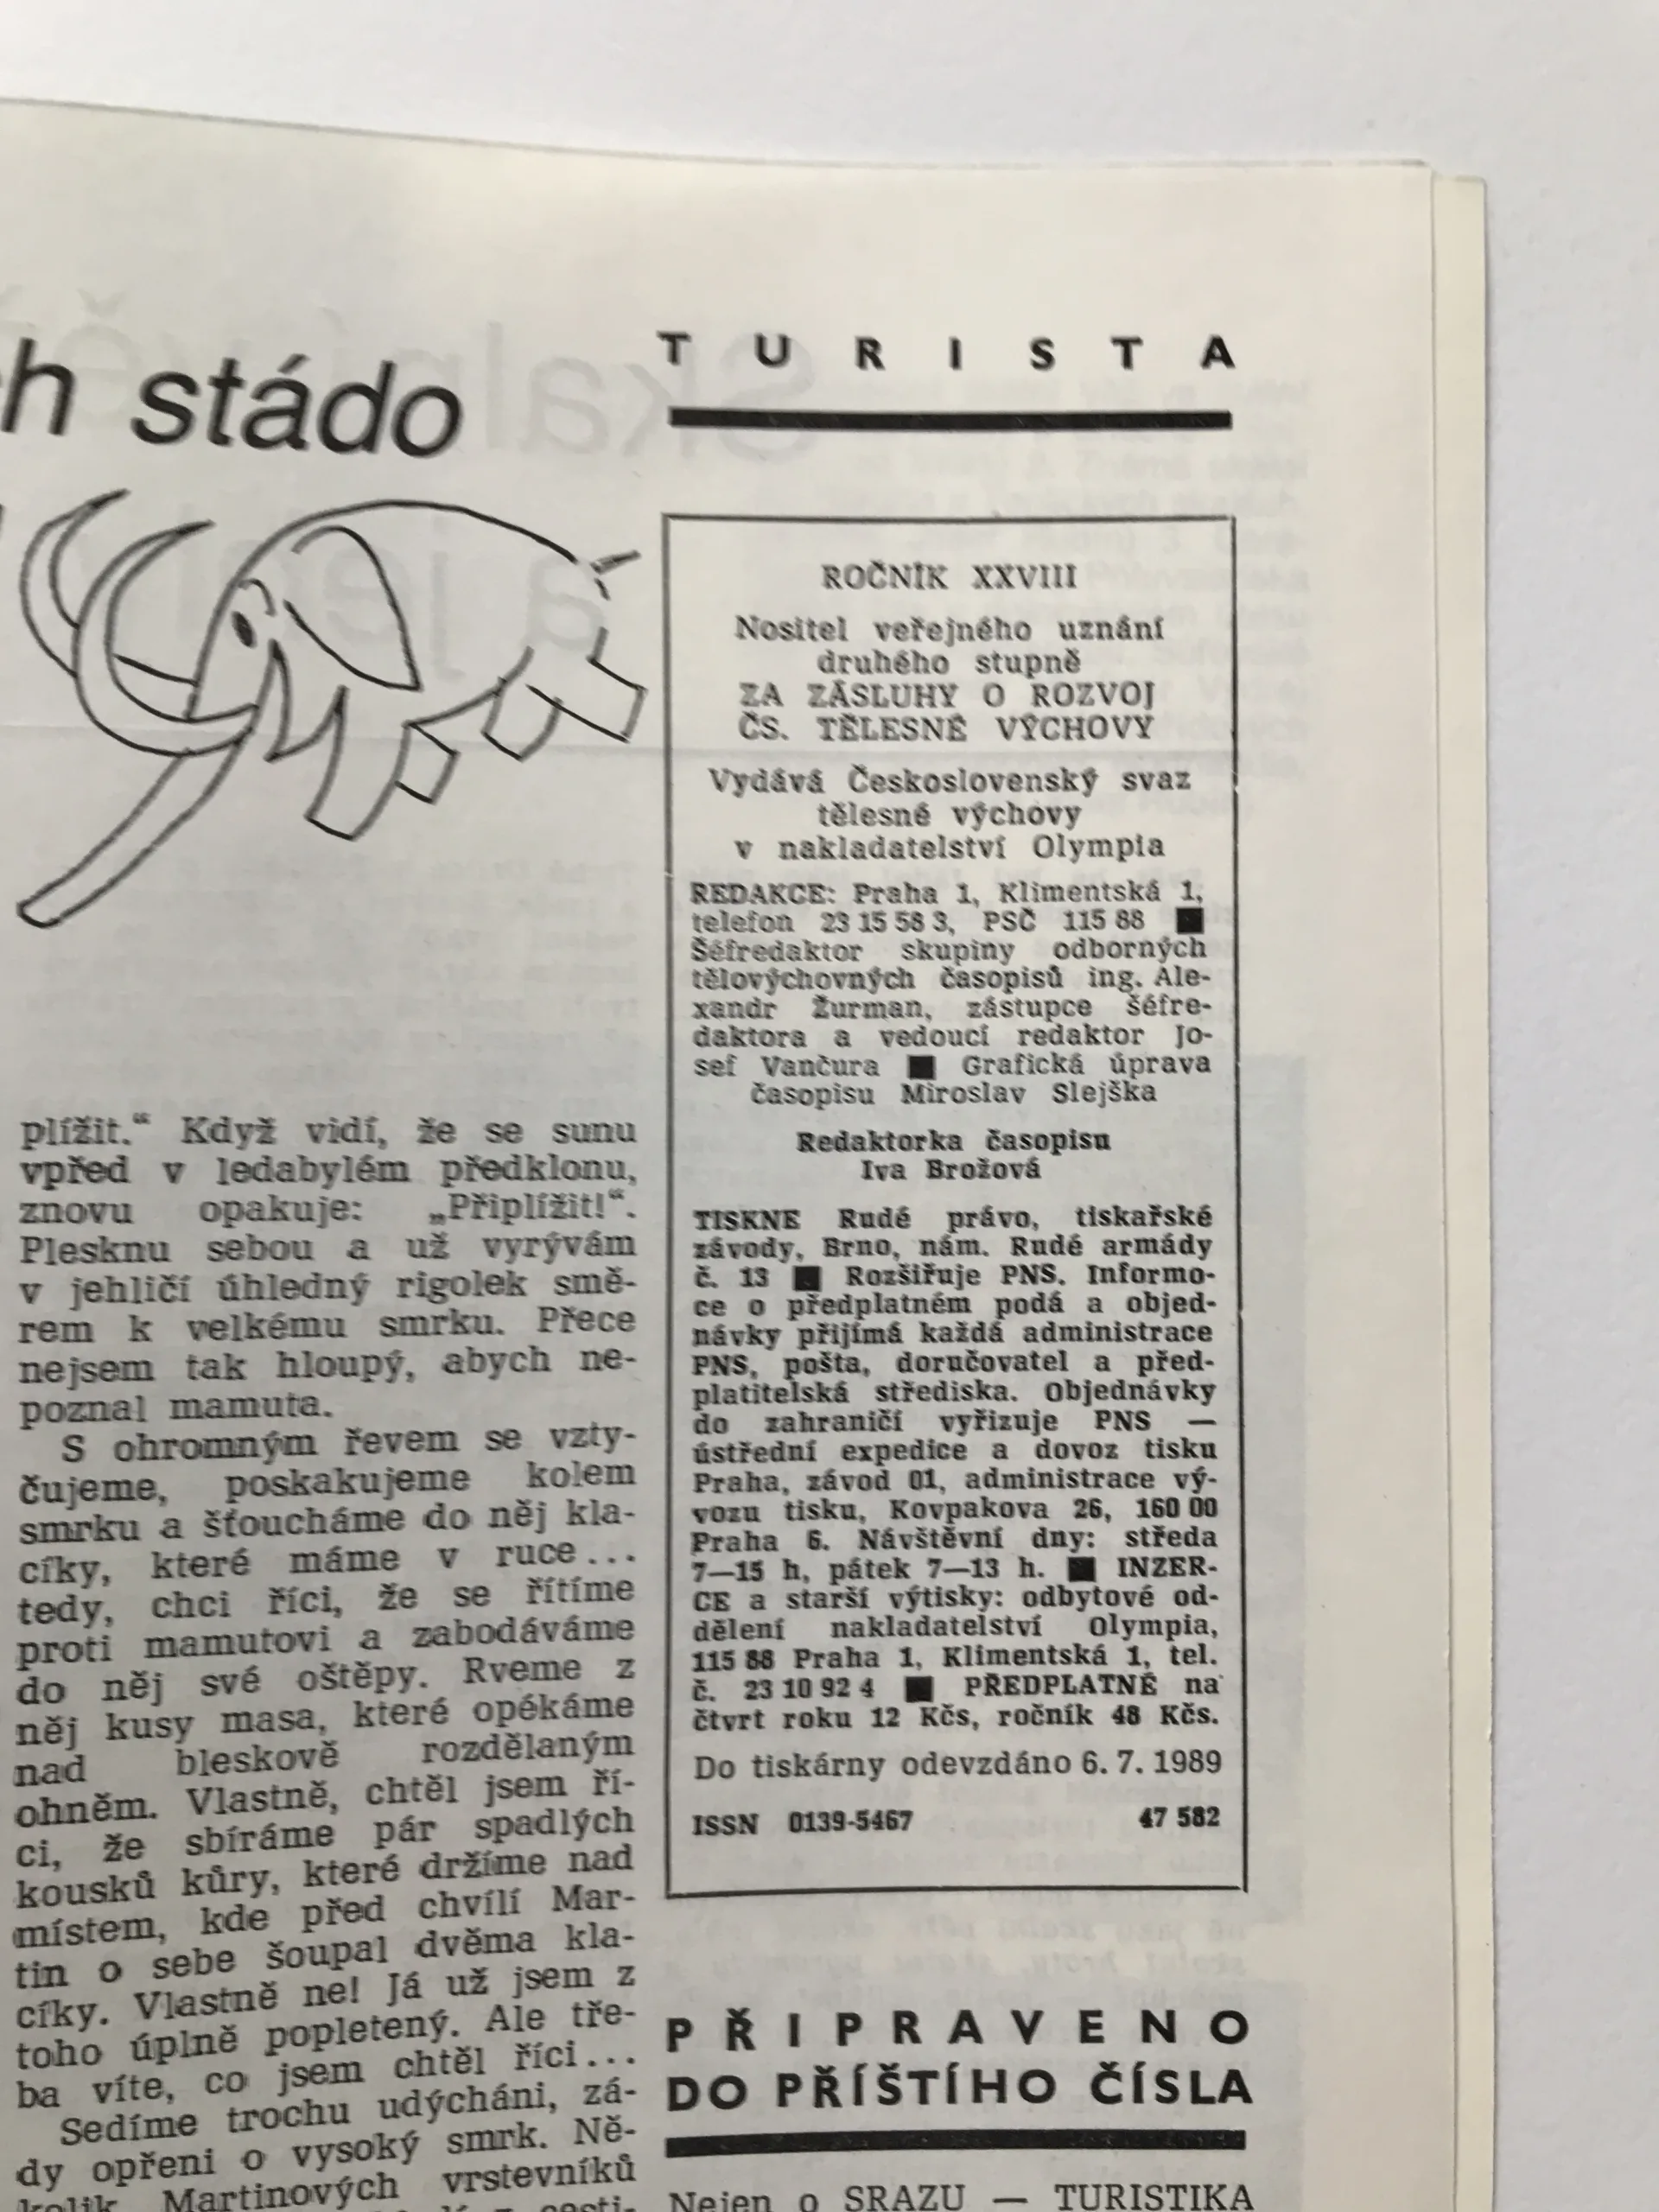 h stádo
plížit.“ Když vidí, že se sunu
vpřed v ledabylém předklonu,
znovu opakuje: „Připlížit!“.
Plesknu sebou a už vyrývám
v jehličí úhledný rigolek smě-
rem k velkému smrku. Přece
nejsem tak hloupý, abych ne-
poznal mamuta.
S ohromným řevem se vzty-
čujeme, poskakujeme kolem
smrku a šťoucháme do něj kla-
cíky, které máme v ruce...
tedy, chci říci, že se řítíme
proti mamutovi a zabodáváme
do něj své oštěpy. Rveme z
něj kusy masa, které opékáme
nad bleskově rozdělaným
ohněm. Vlastně, chtěl jsem ří-
ci, že sbíráme pár spadlých
kousků kůry, které držíme nad
místem, kde před chvílí Mar-
tin o sebe šoupal dvěma kla-
cíky. Vlastně ne! Já už jsem z
toho úplně popletený. Ale tře-
ba víte, co jsem chtěl říci...
Sedíme trochu udýcháni, zá-
dy opřeni o vysoký smrk. Ně-
kolik Martinových vrstevníků
TURISTA
ROČNÍK XXVIII
Nositel veřejného uznání
druhého stupně
ZA ZÁSLUHY O ROZVOJ
ČS. TĚLESNÉ VÝCHOVY
Vydává Československý svaz
tělesné výchovy
v nakladatelství Olympia
REDAKCE: Praha 1, Klimentská 1,
telefon 23 15 58 3, PSČ 115 88 ■
Šéfredaktor skupiny odborných
tělovýchovných časopisů ing. Ale-
xandr Žurman, zástupce šéfre-
daktora a vedoucí redaktor Jo-
sef Vančura ■ Grafická úprava
časopisu Miroslav Slejška
Redaktorka časopisu
Iva Brožová
TISKNE Rudé právo, tiskařské
závody, Brno, nám. Rudé armády
č. 13 ■ Rozšiřuje PNS. Informo-
ce o předplatném podá a objed-
návky přijímá každá administrace
PNS, pošta, doručovatel a před-
platitelská střediska. Objednávky
do zahraničí vyřizuje PNS —
ústřední expedice a dovoz tisku
Praha, závod 01, administrace vý-
vozu tisku, Kovpakova 26, 160 00
Praha 6. Návštěvní dny: středa
7—15 h, pátek 7—13 h. ■ INZER-
CE a starší výtisky: odbytové od-
dělení nakladatelství Olympia,
115 88 Praha 1, Klimentská 1, tel.
č. 23 10 92 4 ■ PŘEDPLATNÉ na
čtvrt roku 12 Kčs, ročník 48 Kčs.
Do tiskárny odevzdáno 6. 7. 1989
ISSN 0139-5467 47 582
PŘIPRAVENO
DO PŘÍŠTÍHO ČÍSLA
Nejen o SRAZU — TURISTIKA